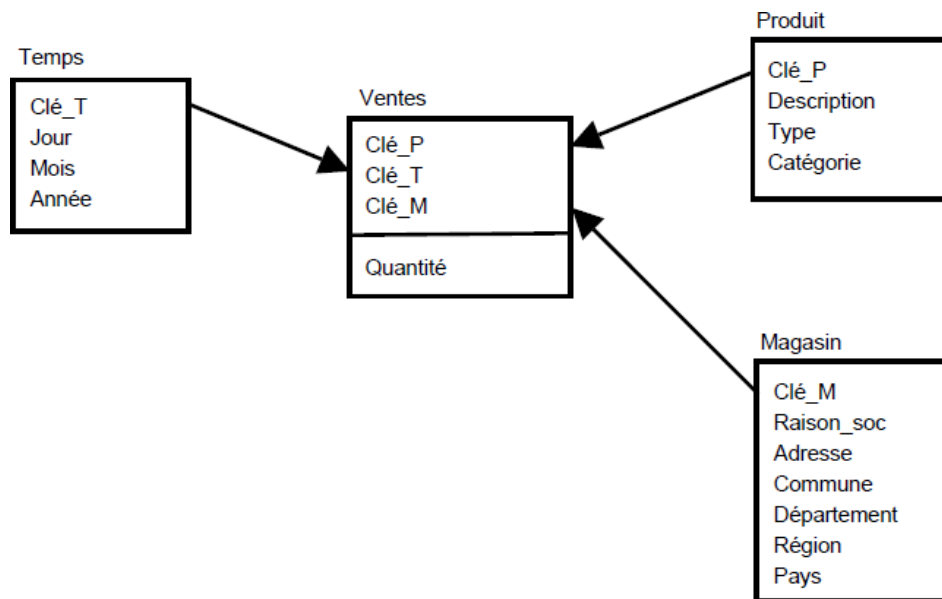 Temps
Clé_T
Jour
Mois
Année
Ventes
Clé_P
Clé_T
Clé_M
Quantité
Produit
Clé_P
Description
Type
Catégorie
Magasin
Clé_M
Raison_soc
Adresse
Commune
Département
Région
Pays